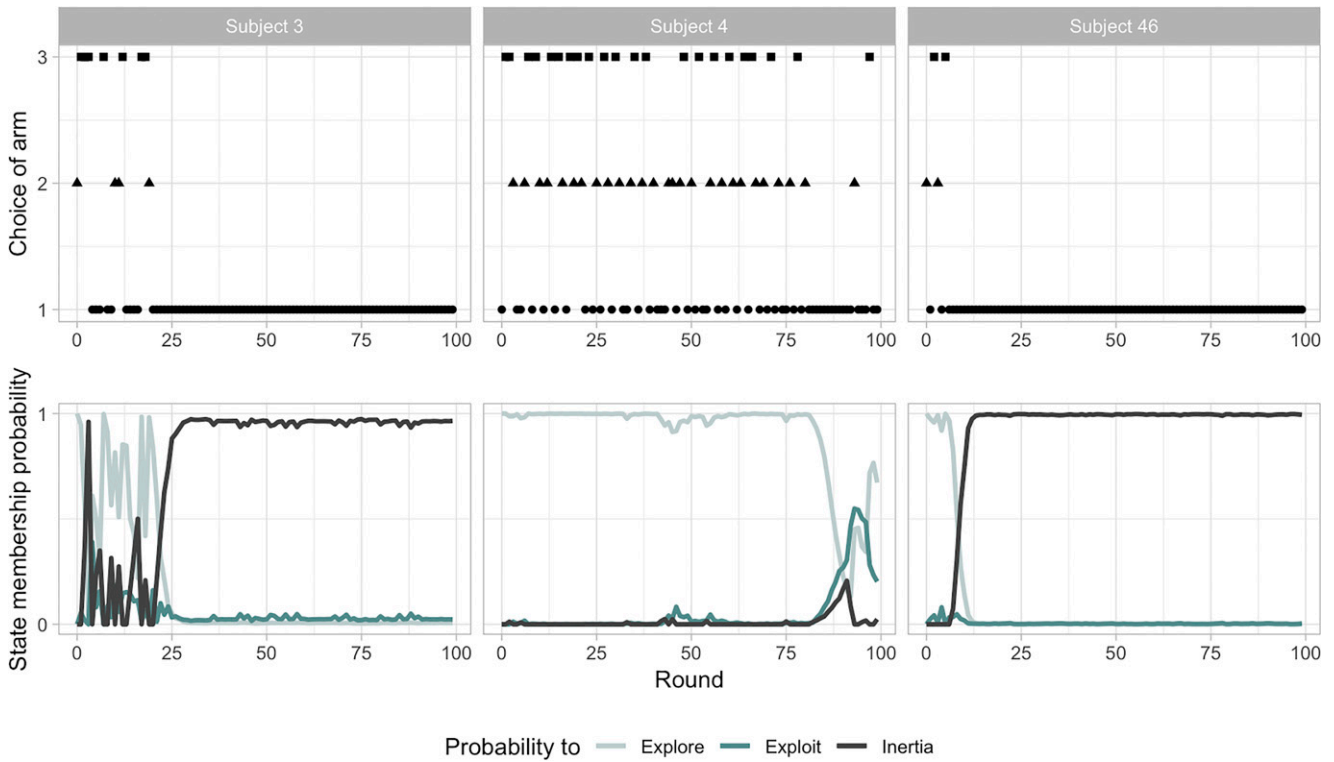 Subject 3 Subject 4 Subject 46
Choice of arm
3
2
1
0 25 50 75 100 0 25 50 75 100 0 25 50 75 100
State membership probability
1
0
0 25 50 75 100 0 25 50 75 100 0 25 50 75 100
Round
Probability to Explore Exploit Inertia